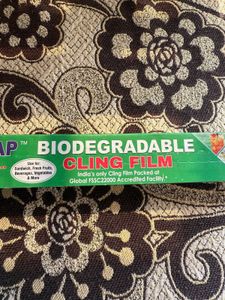 AP™ BIODEGRADABLE
CLING FILM
Use for:
Sandwich, Fresh Fruits,
Beverages, Vegetables
& More
India's only Cling Film Packed at
Global FSSC22000 Accredited Facility.*